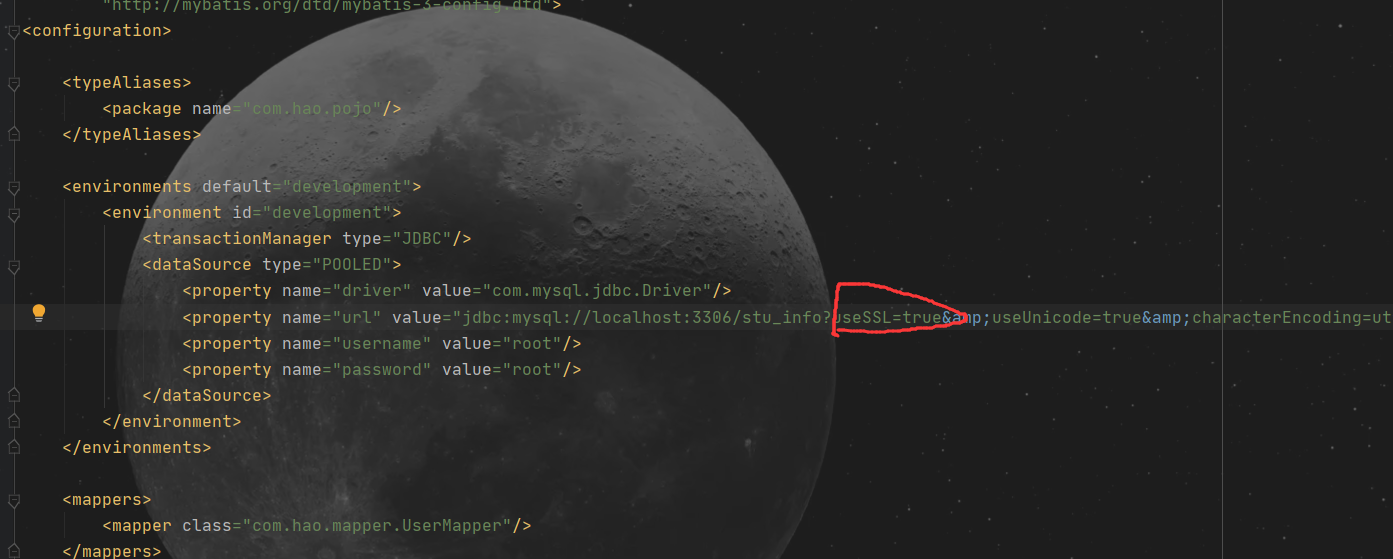 "http://mybatis.org/dtd/mybatis-3-config.dtd">
<configuration>
<typeAliases>
<package name="com.hao.pojo"/>
</typeAliases>
<environments default="development">
<environment id="development">
<transactionManager type="JDBC"/>
<dataSource type="POOLED">
<property name="driver" value="com.mysql.jdbc.Driver"/>
<property name="url" value="jdbc:mysql://localhost:3306/stu_info?useSSL=true&amp;useUnicode=true&amp;characterEncoding=ut
<property name="username" value="root"/>
<property name="password" value="root"/>
</dataSource>
</environment>
</environments>
<mappers>
<mapper class="com.hao.mapper.UserMapper"/>
</mappers>